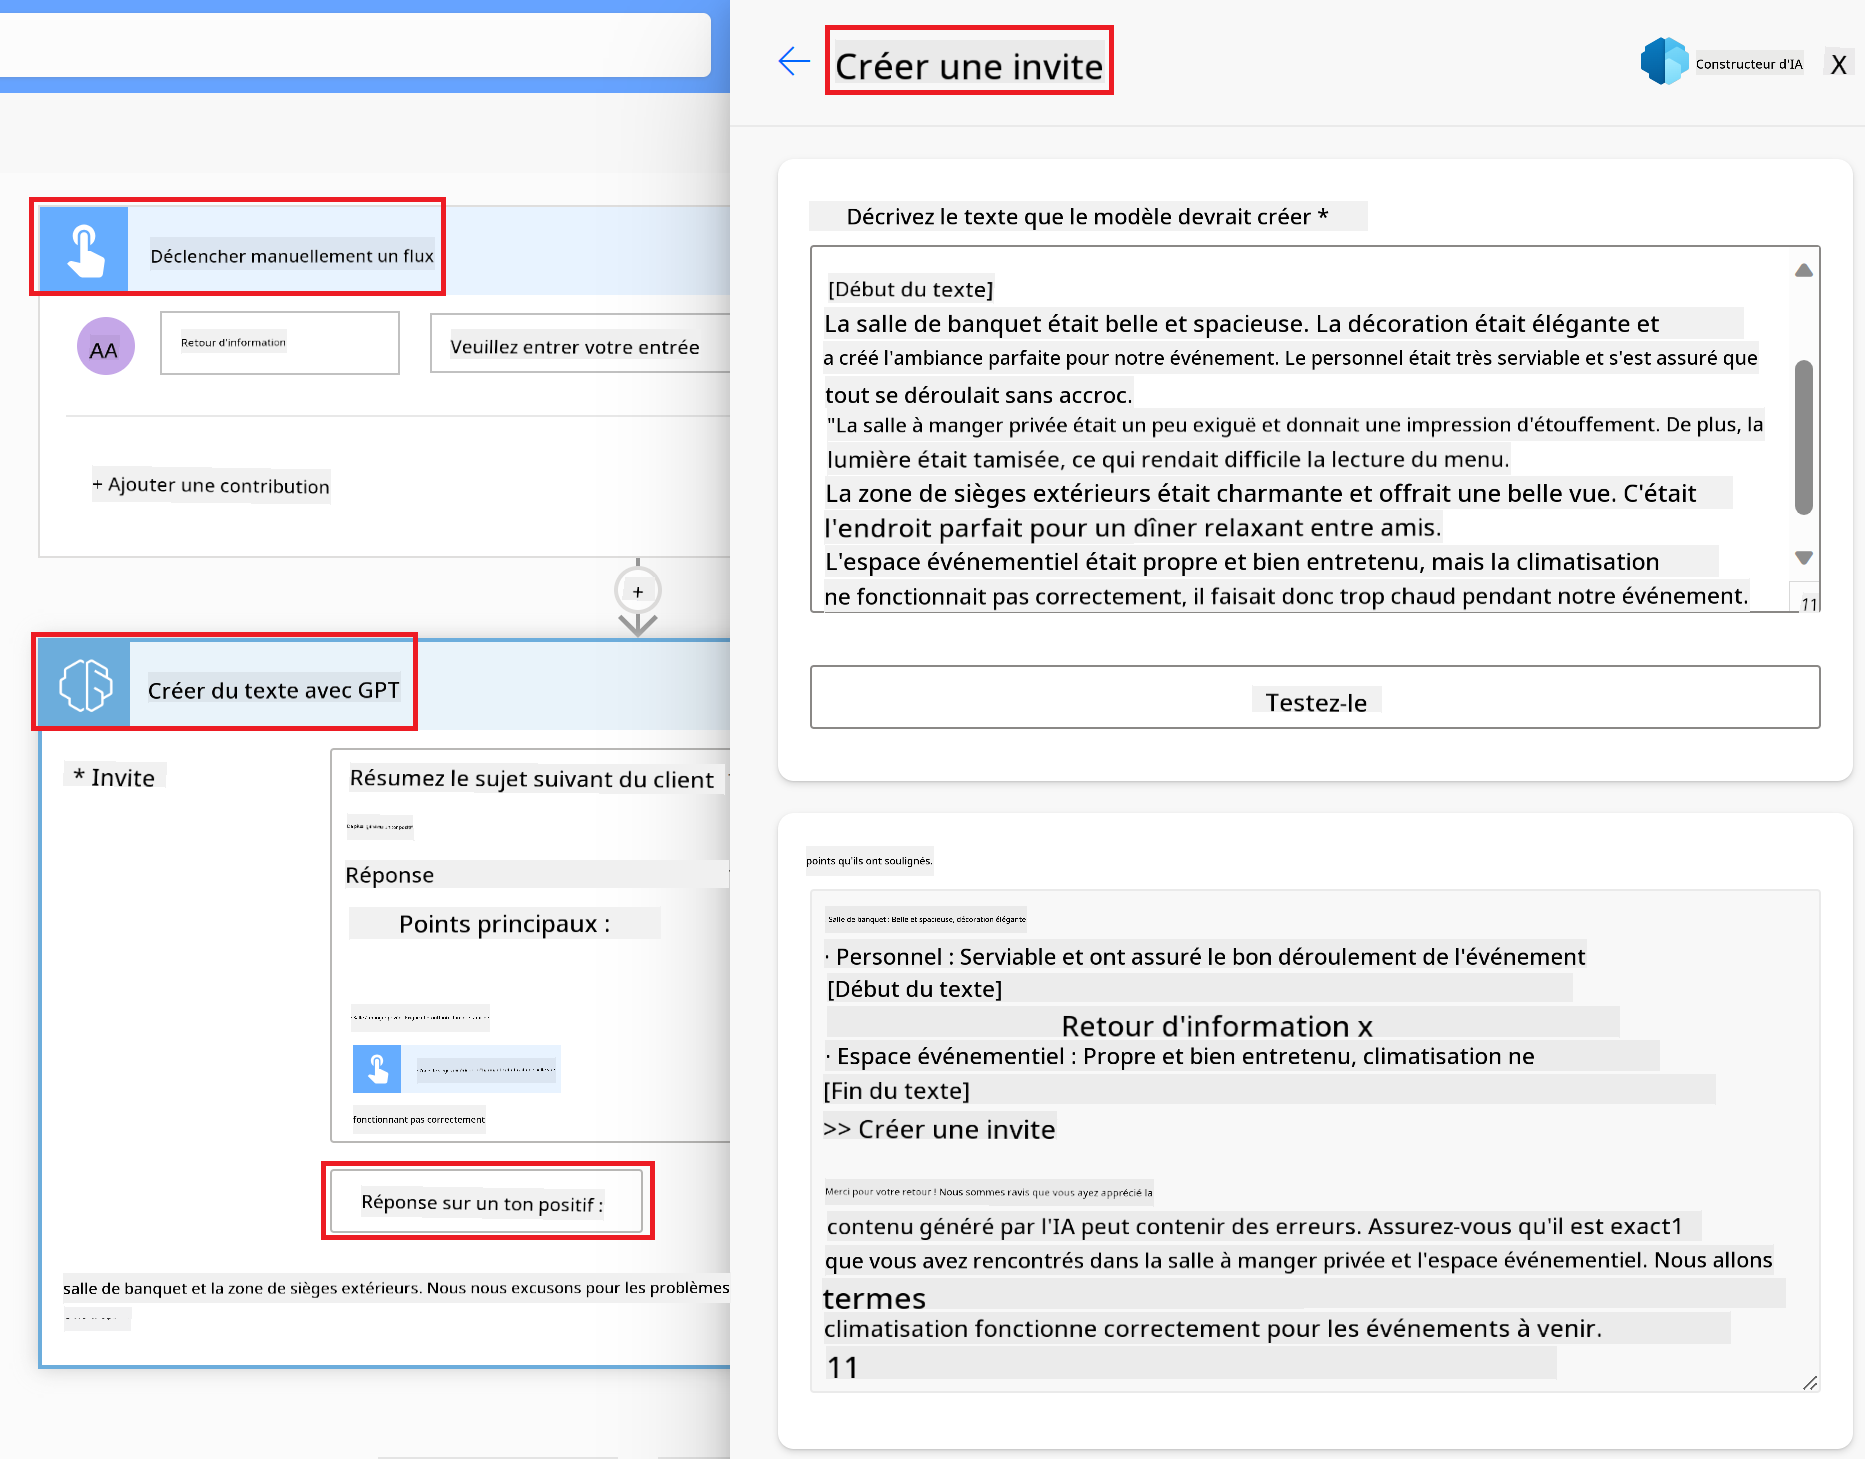 Déclencher manuellement un flux
AA
Retour d'information
Veuillez entrer votre entrée
+ Ajouter une contribution
+
Créer du texte avec GPT
* Invite
Résumez le sujet suivant du client
Réponse
Points principaux :
fonctionnant pas correctement
Réponse sur un ton positif :
salle de banquet et la zone de sièges extérieurs. Nous nous excusons pour les problèmes
Créer une invite
Constructeur d'IA
X
Décrivez le texte que le modèle devrait créer *
[Début du texte]
La salle de banquet était belle et spacieuse. La décoration était élégante et
a créé l'ambiance parfaite pour notre événement. Le personnel était très serviable et s'est assuré que
tout se déroulait sans accroc.
"La salle à manger privée était un peu exiguë et donnait une impression d'étouffement. De plus, la
lumière était tamisée, ce qui rendait difficile la lecture du menu.
La zone de sièges extérieurs était charmante et offrait une belle vue. C'était
l'endroit parfait pour un dîner relaxant entre amis.
L'espace événementiel était propre et bien entretenu, mais la climatisation
ne fonctionnait pas correctement, il faisait donc trop chaud pendant notre événement.
11
Testez-le
points qu'ils ont soulignés.
Salle de banquet : Belle et spacieuse, décoration élégante
· Personnel : Serviable et ont assuré le bon déroulement de l'événement
[Début du texte]
Retour d'information x
· Espace événementiel : Propre et bien entretenu, climatisation ne
[Fin du texte]
>> Créer une invite
Merci pour votre retour ! Nous sommes ravis que vous ayez apprécié la
contenu généré par l'IA peut contenir des erreurs. Assurez-vous qu'il est exact1
que vous avez rencontrés dans la salle à manger privée et l'espace événementiel. Nous allons
termes
climatisation fonctionne correctement pour les événements à venir.
11